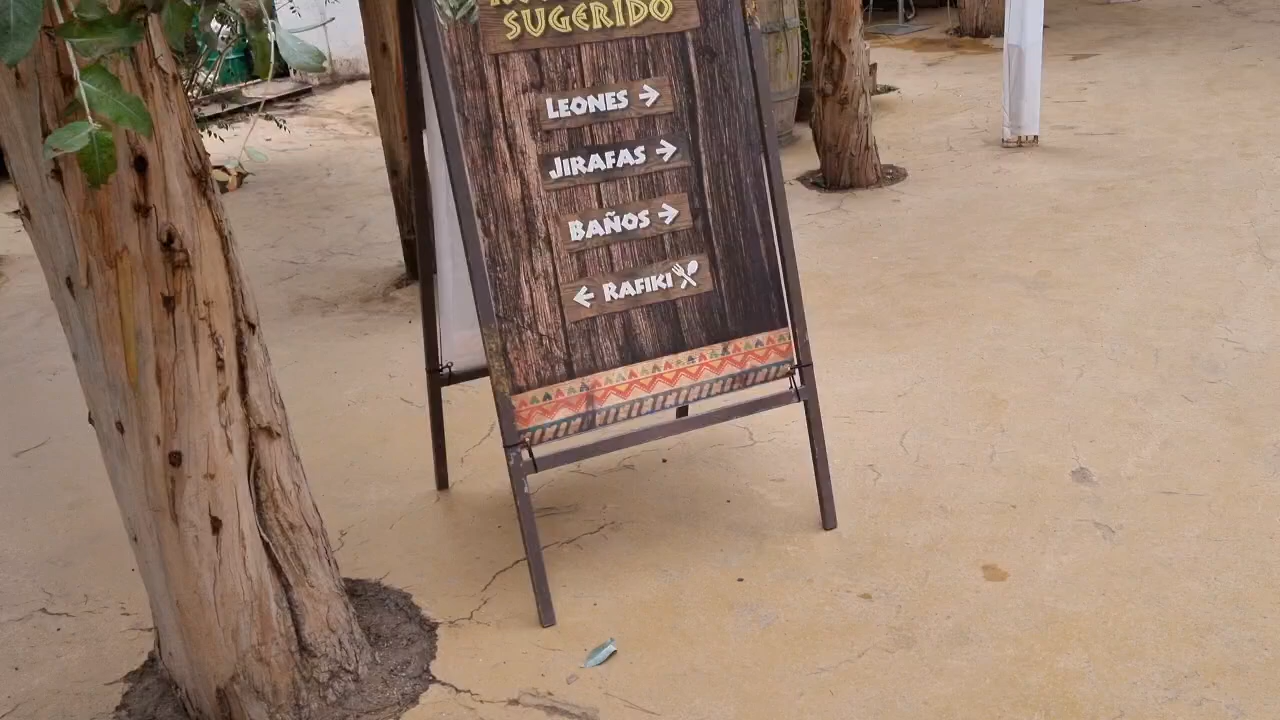 SUGERIDO
LEONES →
JIRAFAS →
BAÑOS →
← RAFIKI